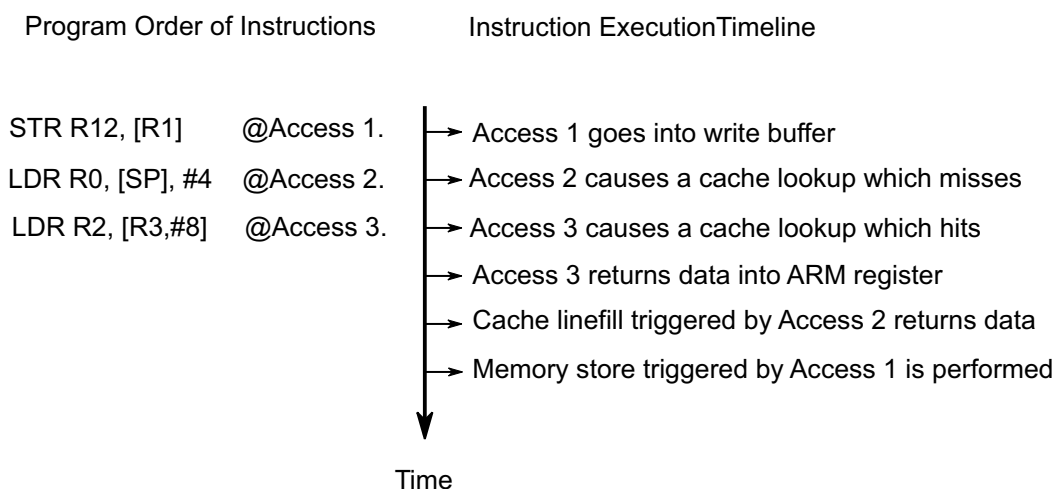 Program Order of Instructions Instruction ExecutionTimeline
STR R12, [R1] @Access 1. Access 1 goes into write buffer
LDR R0, [SP], #4 @Access 2. Access 2 causes a cache lookup which misses
LDR R2, [R3,#8] @Access 3. Access 3 causes a cache lookup which hits
Access 3 returns data into ARM register
Cache linefill triggered by Access 2 returns data
Memory store triggered by Access 1 is performed
Time